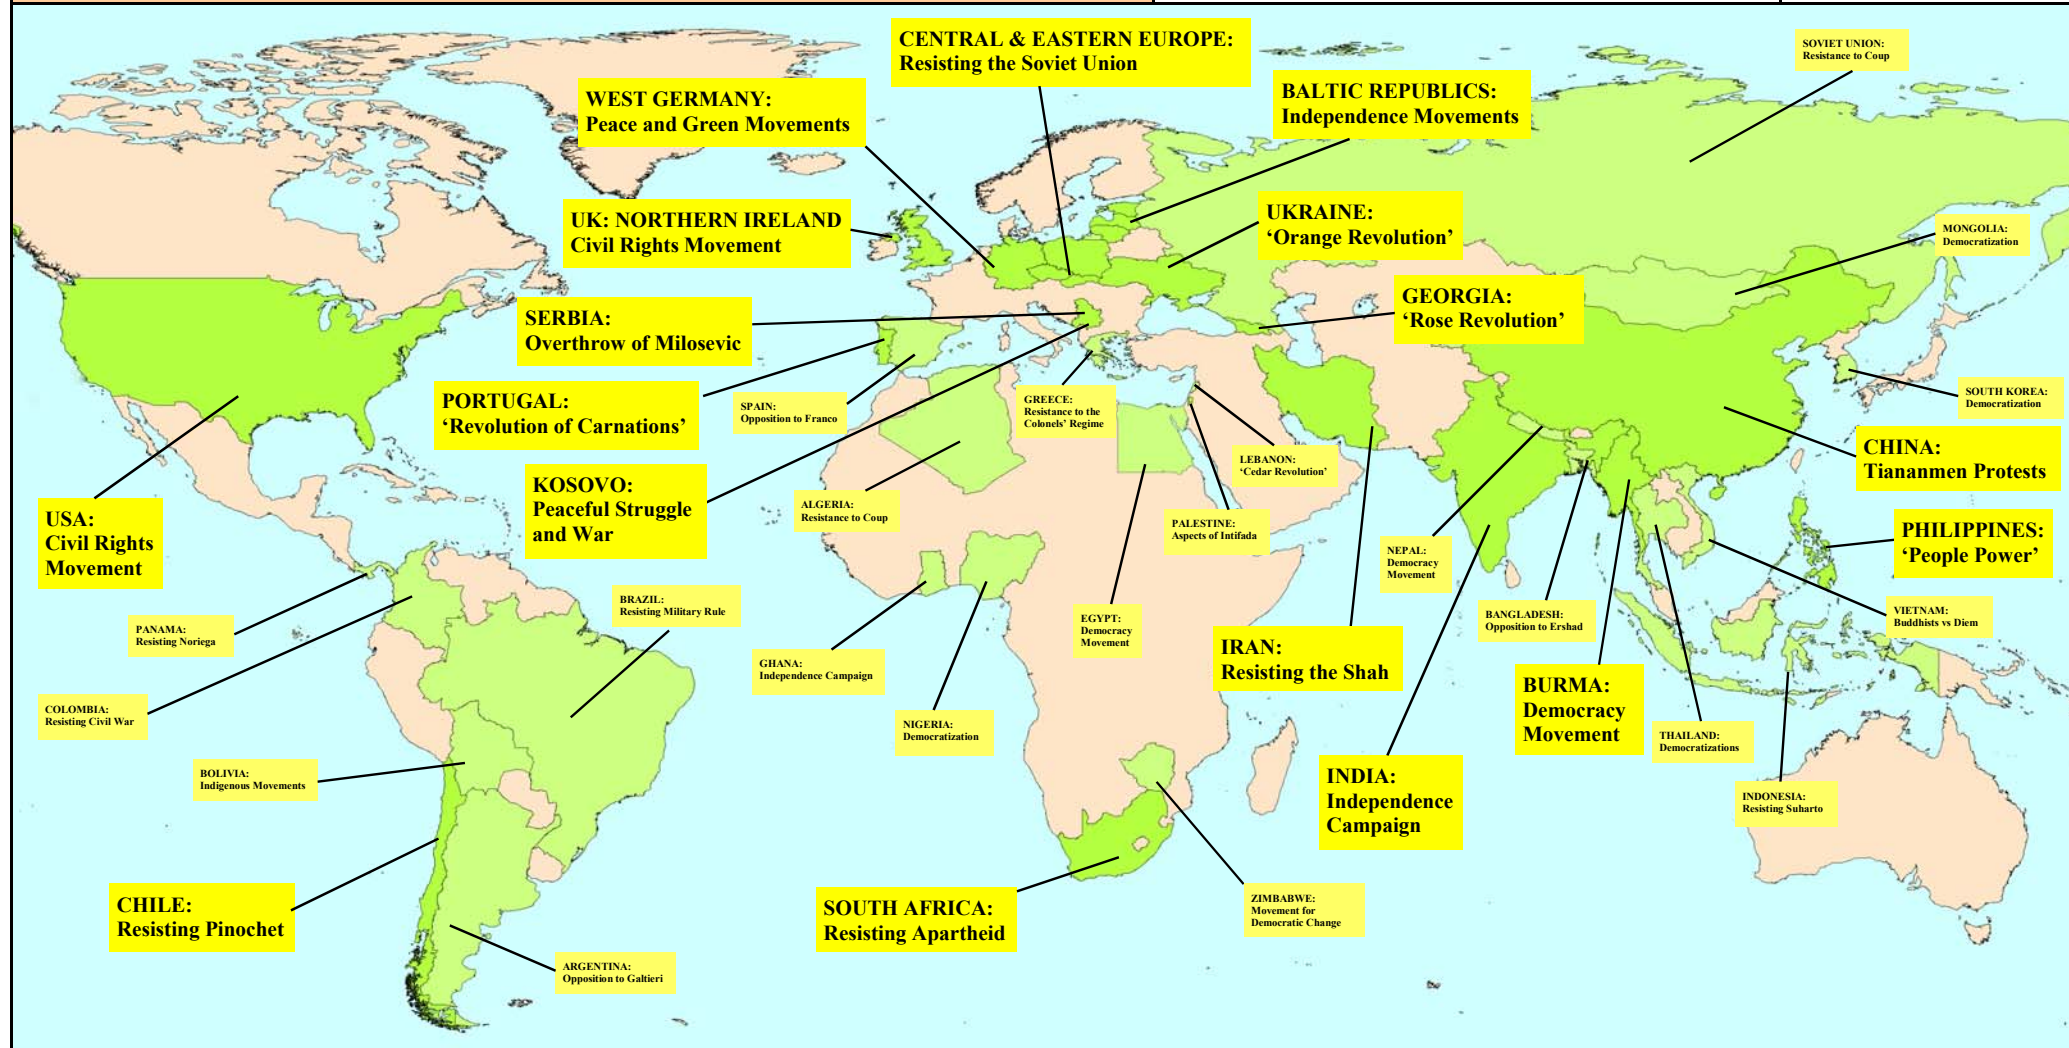 CENTRAL & EASTERN EUROPE:
Resisting the Soviet Union
SOVIET UNION:
Resistance to Coup
WEST GERMANY:
Peace and Green Movements
BALTIC REPUBLICS:
Independence Movements
UK: NORTHERN IRELAND
Civil Rights Movement
UKRAINE:
‘Orange Revolution’
MONGOLIA:
Democratization
SERBIA:
Overthrow of Milosevic
GEORGIA:
‘Rose Revolution’
PORTUGAL:
‘Revolution of Carnations’
SPAIN:
Opposition to Franco
GREECE:
Resistance to the
Colonels’ Regime
SOUTH KOREA:
Democratization
KOSOVO:
Peaceful Struggle
and War
ALGERIA:
Resistance to Coup
LEBANON:
‘Cedar Revolution’
CHINA:
Tiananmen Protests
USA:
Civil Rights
Movement
PALESTINE:
Aspects of Intifada
NEPAL:
Democracy
Movement
PHILIPPINES:
‘People Power’
PANAMA:
Resisting Noriega
BRAZIL:
Resisting Military Rule
GHANA:
Independence Campaign
EGYPT:
Democracy
Movement
IRAN:
Resisting the Shah
BANGLADESH:
Opposition to Ershad
VIETNAM:
Buddhists vs Diem
COLOMBIA:
Resisting Civil War
NIGERIA:
Democratization
BURMA:
Democracy
Movement
THAILAND:
Democratizations
BOLIVIA:
Indigenous Movements
INDIA:
Independence
Campaign
INDONESIA:
Resisting Suharto
CHILE:
Resisting Pinochet
SOUTH AFRICA:
Resisting Apartheid
ZIMBABWE:
Movement for
Democratic Change
ARGENTINA:
Opposition to Galtieri